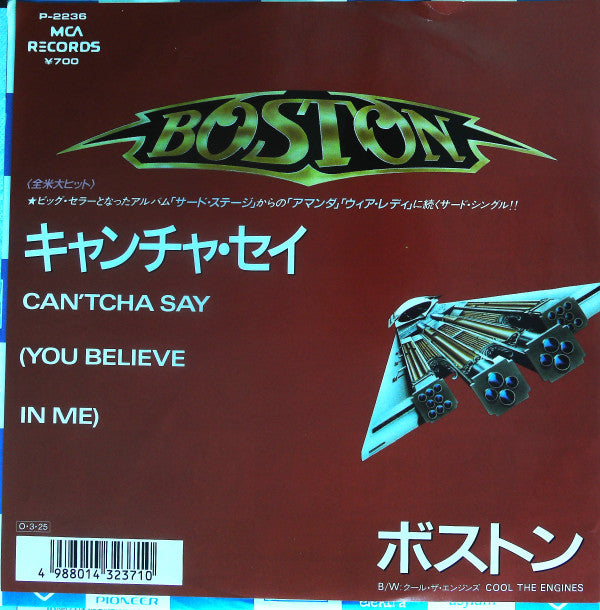 P-2236
MCA
RECORDS
¥700
BOSTON
〈全米大ヒット〉
★ビッグ・セラーとなったアルバム「サード・ステージ」からの「アマンダ」「ウィア・レディ」に続くサード・シングル!!
キャンチャ・セイ
CAN'TCHA SAY
(YOU BELIEVE
IN ME)
O・3・25
4 988014 323710
ボストン
B/W:クール・ザ・エンジンズ COOL THE ENGINES
PIONEER
elektra
asylum